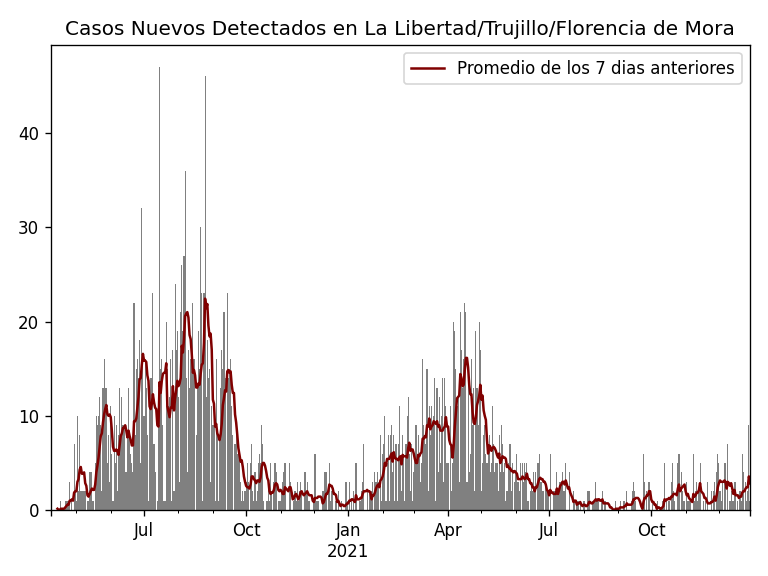 Casos Nuevos Detectados en La Libertad/Trujillo/Florencia de Mora
Promedio de los 7 dias anteriores
40
30
20
10
0
Jul Oct Jan Apr Jul Oct
2021